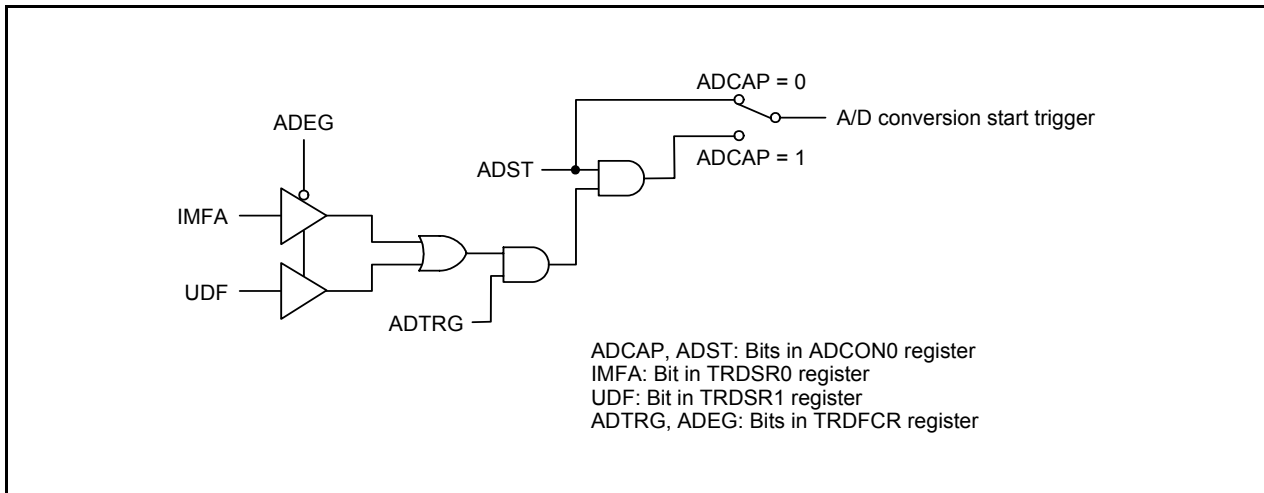 ADCAP = 0
A/D conversion start trigger
ADEG
ADCAP = 1
ADST
IMFA
UDF
ADTRG
ADCAP, ADST: Bits in ADCON0 register
IMFA: Bit in TRDSR0 register
UDF: Bit in TRDSR1 register
ADTRG, ADEG: Bits in TRDFCR register